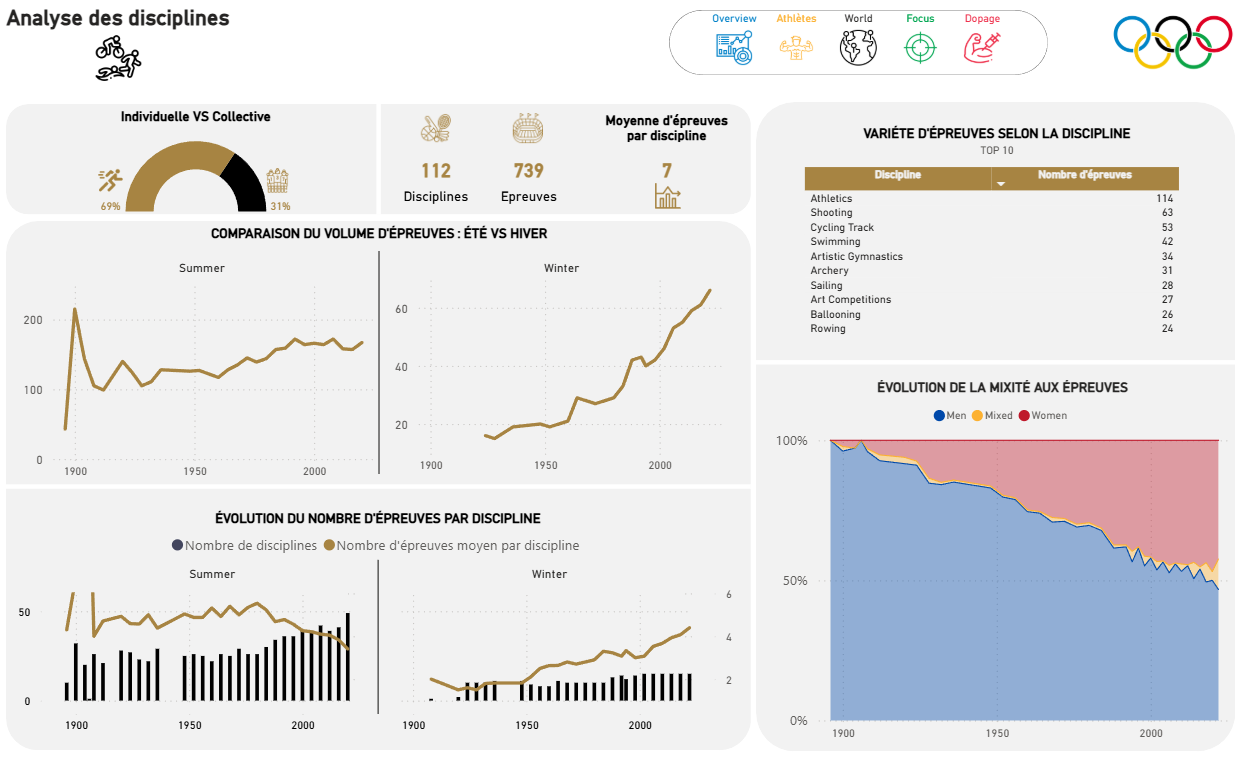 Analyse des disciplines
Overview
Athlètes
World
Focus
Dopage
Individuelle VS Collective
69%
31%
112
Disciplines
739
Epreuves
Moyenne d'épreuves
par discipline
7
COMPARAISON DU VOLUME D'ÉPREUVES : ÉTÉ VS HIVER
Summer
200
100
0
1900
1950
2000
Winter
60
40
20
1900
1950
2000
ÉVOLUTION DU NOMBRE D'ÉPREUVES PAR DISCIPLINE
Nombre de disciplines
Nombre d'épreuves moyen par discipline
Summer
50
0
1900
1950
2000
Winter
6
4
2
1900
1950
2000
VARIÉTE D'ÉPREUVES SELON LA DISCIPLINE
TOP 10
Discipline Nombre d'épreuves
Athletics 114
Shooting 63
Cycling Track 53
Swimming 42
Artistic Gymnastics 34
Archery 31
Sailing 28
Art Competitions 27
Ballooning 26
Rowing 24
ÉVOLUTION DE LA MIXITÉ AUX ÉPREUVES
Men Mixed Women
100%
50%
0%
1900
1950
2000